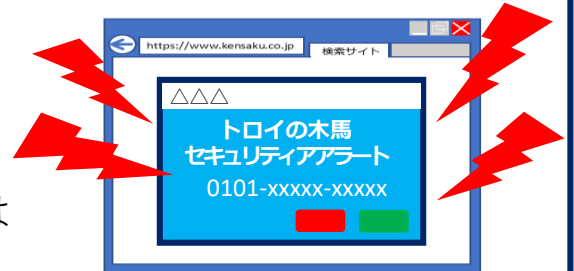 https://www.kensaku.co.jp
検索サイト
△△△
トロイの木馬
セキュリティアアラート
0101-xxxxx-xxxxx